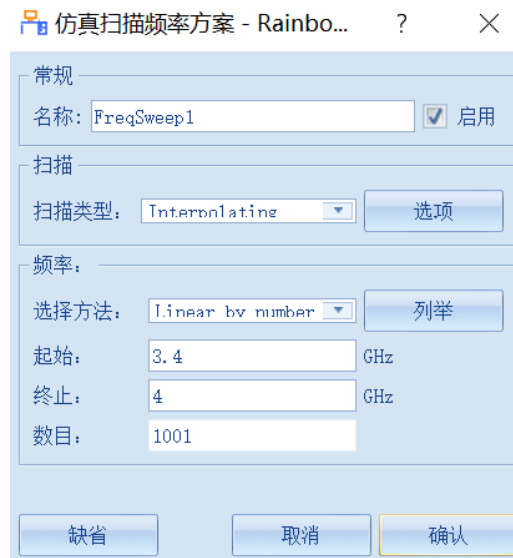 仿真扫描频率方案 - Rainbo... ?
常规
名称: FreqSweep1 启用
扫描
扫描类型: Interpolating 选项
频率:
选择方法: Linear by number 列举
起始: 3.4 GHz
终止: 4 GHz
数目: 1001
缺省 取消 确认